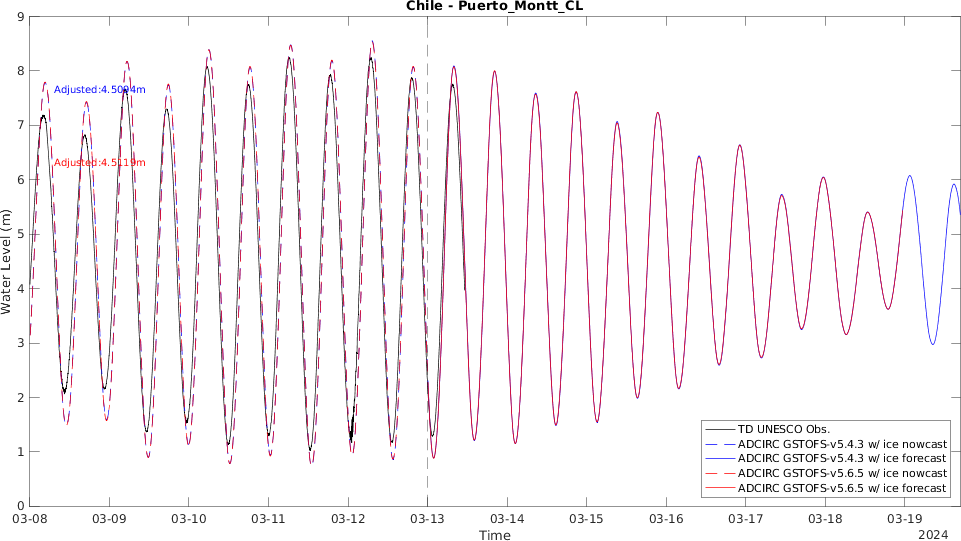 Chile - Puerto_Montt_CL
9
8
7
6
5
4
3
2
1
0
Water Level (m)
Adjusted:4.5094m
Adjusted:4.5119m
TD UNESCO Obs.
ADCIRC GSTOFS-v5.4.3 w/ ice nowcast
ADCIRC GSTOFS-v5.4.3 w/ ice forecast
ADCIRC GSTOFS-v5.6.5 w/ ice nowcast
ADCIRC GSTOFS-v5.6.5 w/ ice forecast
03-08 03-09 03-10 03-11 03-12 03-13 03-14 03-15 03-16 03-17 03-18 03-19
Time
2024